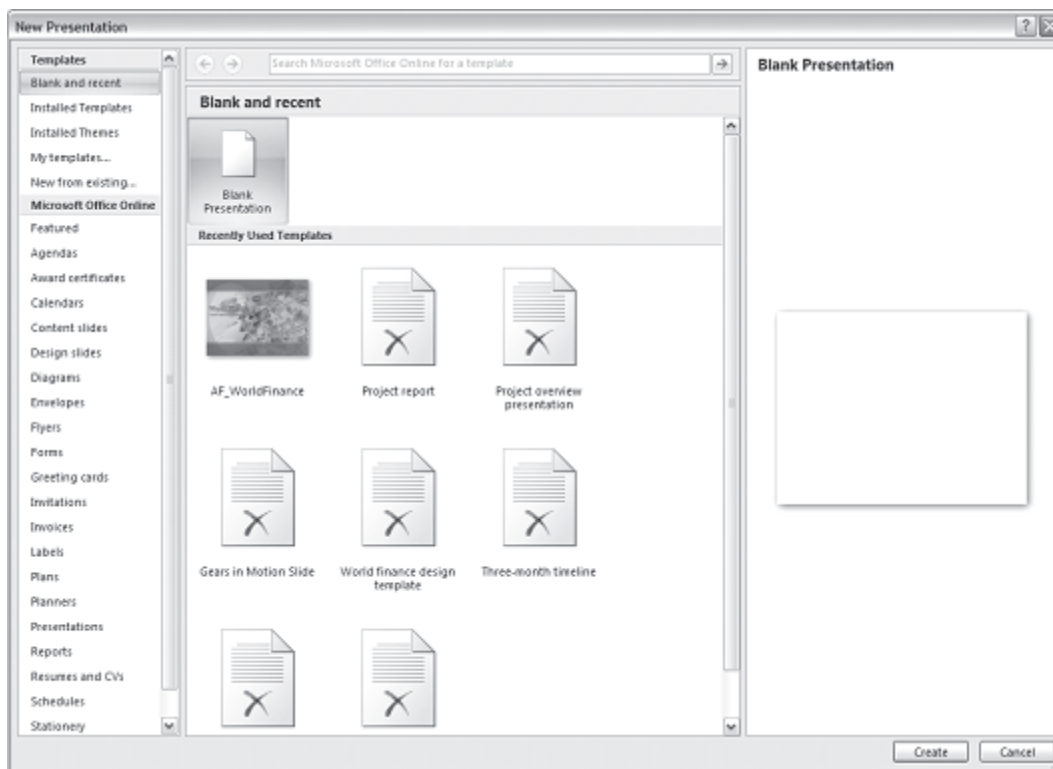 New Presentation
Templates
Blank and recent
Installed Templates
Installed Themes
My templates...
New from existing...
Microsoft Office Online
Featured
Agendas
Award certificates
Calendars
Content slides
Design slides
Diagrams
Envelopes
Flyers
Forms
Greeting cards
Invitations
Invoices
Labels
Plans
Planners
Presentations
Reports
Resumes and CVs
Schedules
Stationery
Search Microsoft Office Online for a template
Blank and recent
Blank
Presentation
Recently Used Templates
AF_WorldFinance
Project report
Project overview
presentation
Gears in Motion Slide
World finance design
template
Three-month timeline
Blank Presentation
Create
Cancel